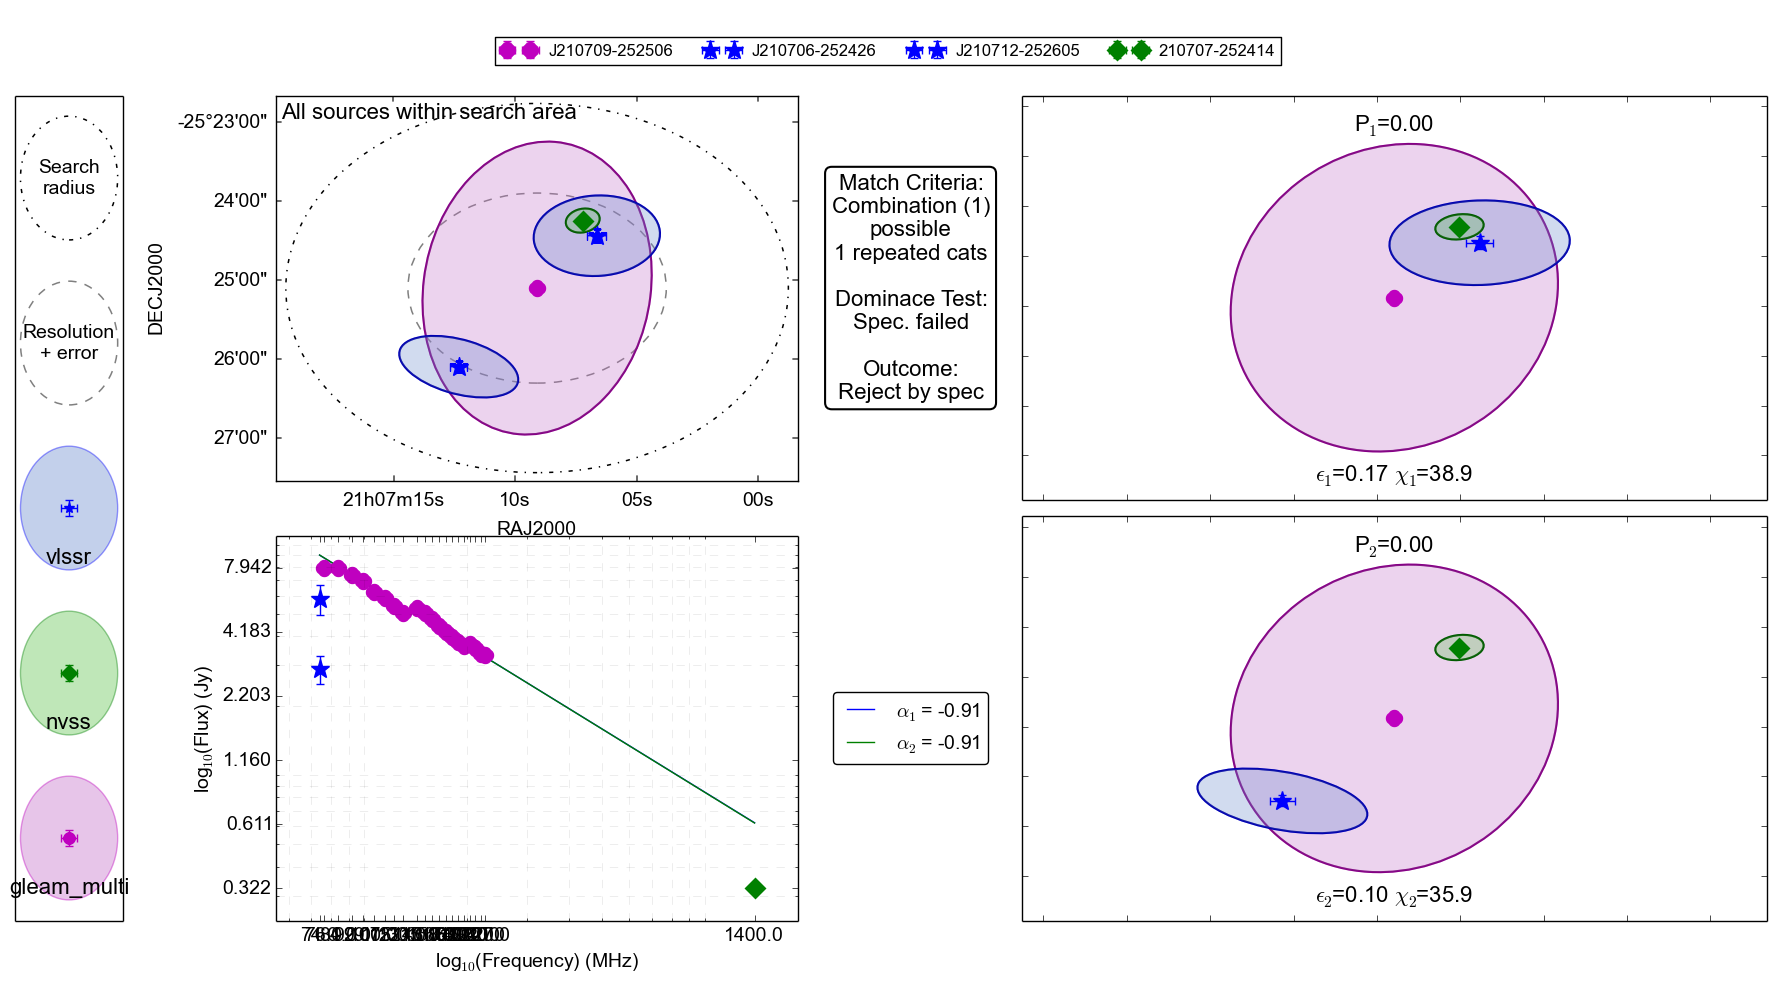 J210709-252506 J210706-252426 J210712-252605 210707-252414
Search
radius
Resolution
+ error
vlssr
nvss
gleam_multi
All sources within search area
-25°23'00"
24'00"
25'00"
26'00"
27'00"
DECJ2000
21h07m15s 10s 05s 00s
RAJ2000
Match Criteria:
Combination (1)
possible
1 repeated cats
Dominace Test:
Spec. failed
Outcome:
Reject by spec
P1=0.00
ϵ1=0.17 χ1=38.9
P2=0.00
ϵ2=0.10 χ2=35.9
7.942
4.183
2.203
1.160
0.611
0.322
log10(Flux) (Jy)
1400.0
log10(Frequency) (MHz)
α1 = -0.91
α2 = -0.91